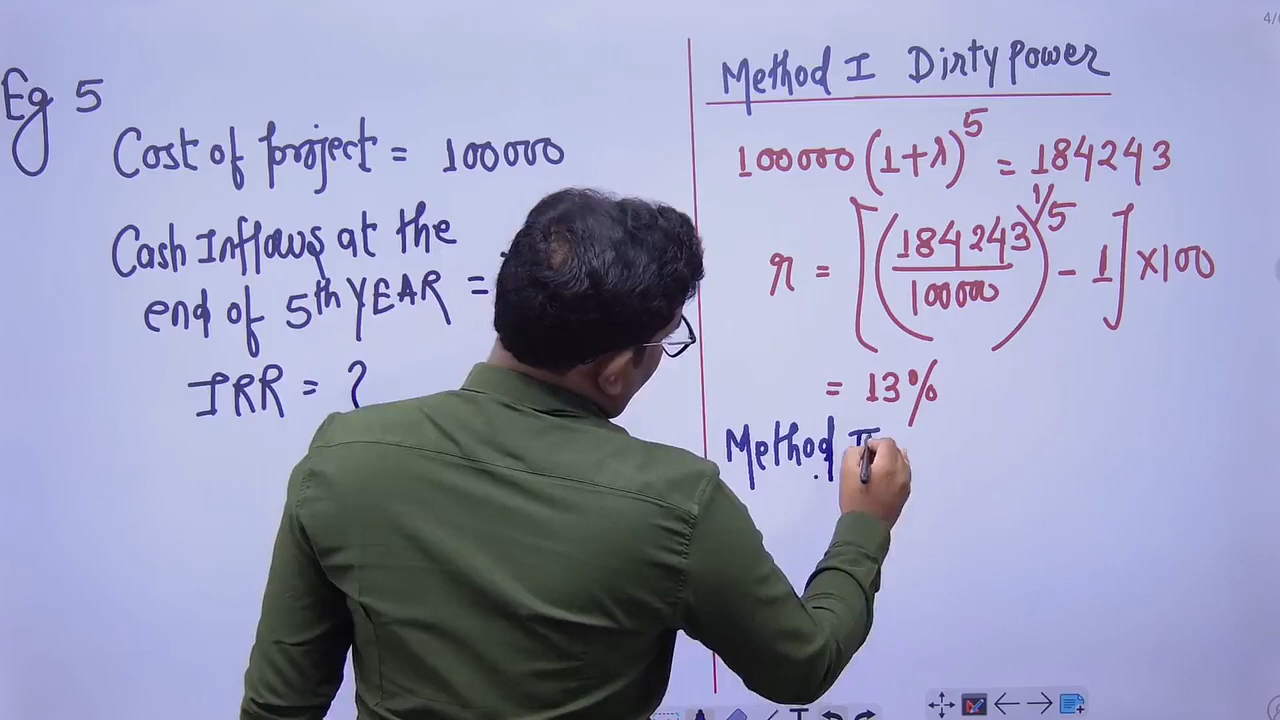 Eg 5
Cost of project = 100000
Cash Inflows at the
end of 5th YEAR =
IRR = ?
Method I Dirty power
100000 (1+r)^5 = 184243
r = [(184243/100000)^1/5 - 1] × 100
= 13%
Method II